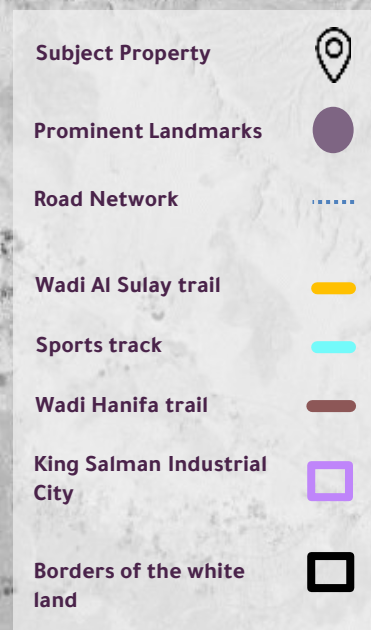 Subject Property
Prominent Landmarks
Road Network
Wadi Al Sulay trail
Sports track
Wadi Hanifa trail
King Salman Industrial
City
Borders of the white
land